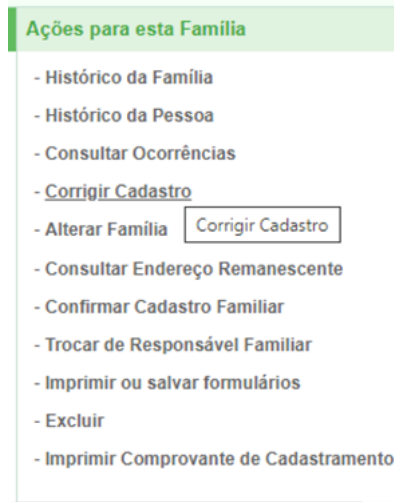 Ações para esta Família
- Histórico da Família
- Histórico da Pessoa
- Consultar Ocorrências
- Corrigir Cadastro
- Alterar Família
Corrigir Cadastro
- Consultar Endereço Remanescente
- Confirmar Cadastro Familiar
- Trocar de Responsável Familiar
- Imprimir ou salvar formulários
- Excluir
- Imprimir Comprovante de Cadastramento